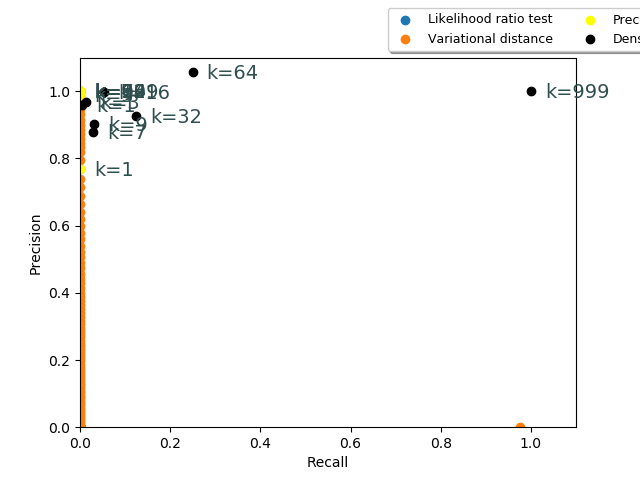 Likelihood ratio test
Variational distance
Prec
Dens
k=64
k=999
k=32
k=1
k=9
k=7
k=1
Precision
0.0
0.2
0.4
0.6
0.8
1.0
0.0
0.2
0.4
0.6
0.8
1.0
Recall